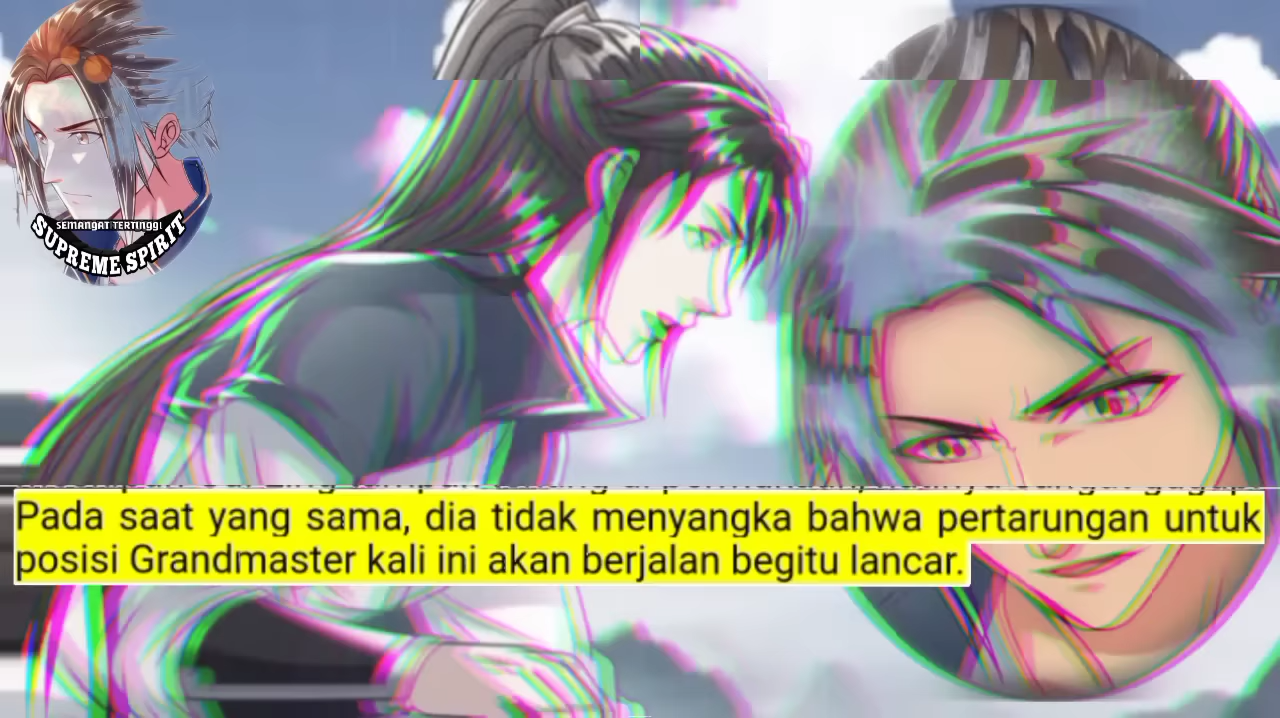 SEMANGAT TERTINGGI
SUPREME SPIRIT
Pada saat yang sama, dia tidak menyangka bahwa pertarungan untuk
posisi Grandmaster kali ini akan berjalan begitu lancar.